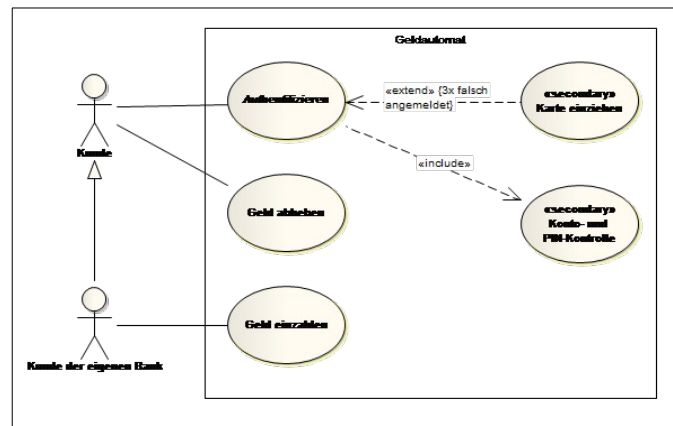 Geldautomat
Authentifizieren
«extend» {3x falsch
angemeldet}
«secondary»
Karte einziehen
Kunde
«include»
Geld abheben
«secondary»
Konto- und
PIN-Kontrolle
Geld einzahlen
Kunde der eigenen Bank